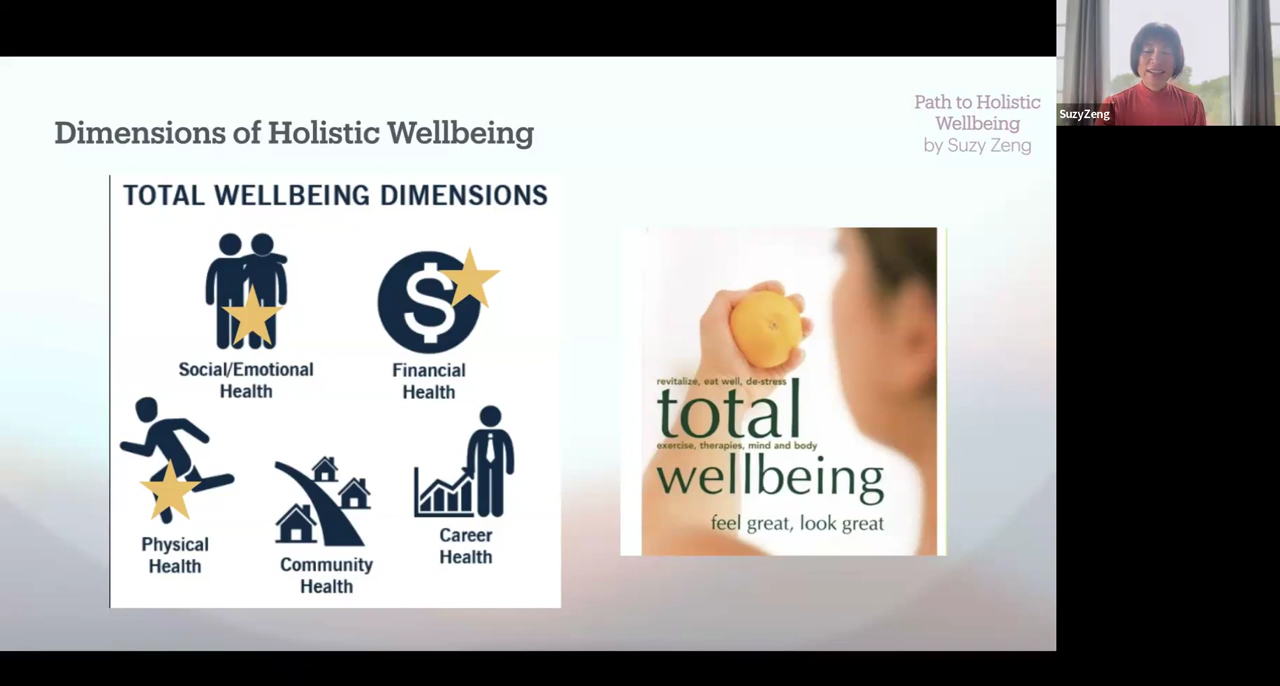 Dimensions of Holistic Wellbeing
Path to Holistic
Wellbeing
by Suzy Zeng
SuzyZeng
TOTAL WELLBEING DIMENSIONS
$
Social/Emotional
Health
Financial
Health
Physical
Health
Community
Health
Career
Health
revitalize, eat well, de-stress
total
exercise, therapies, mind and body
wellbeing
feel great, look great